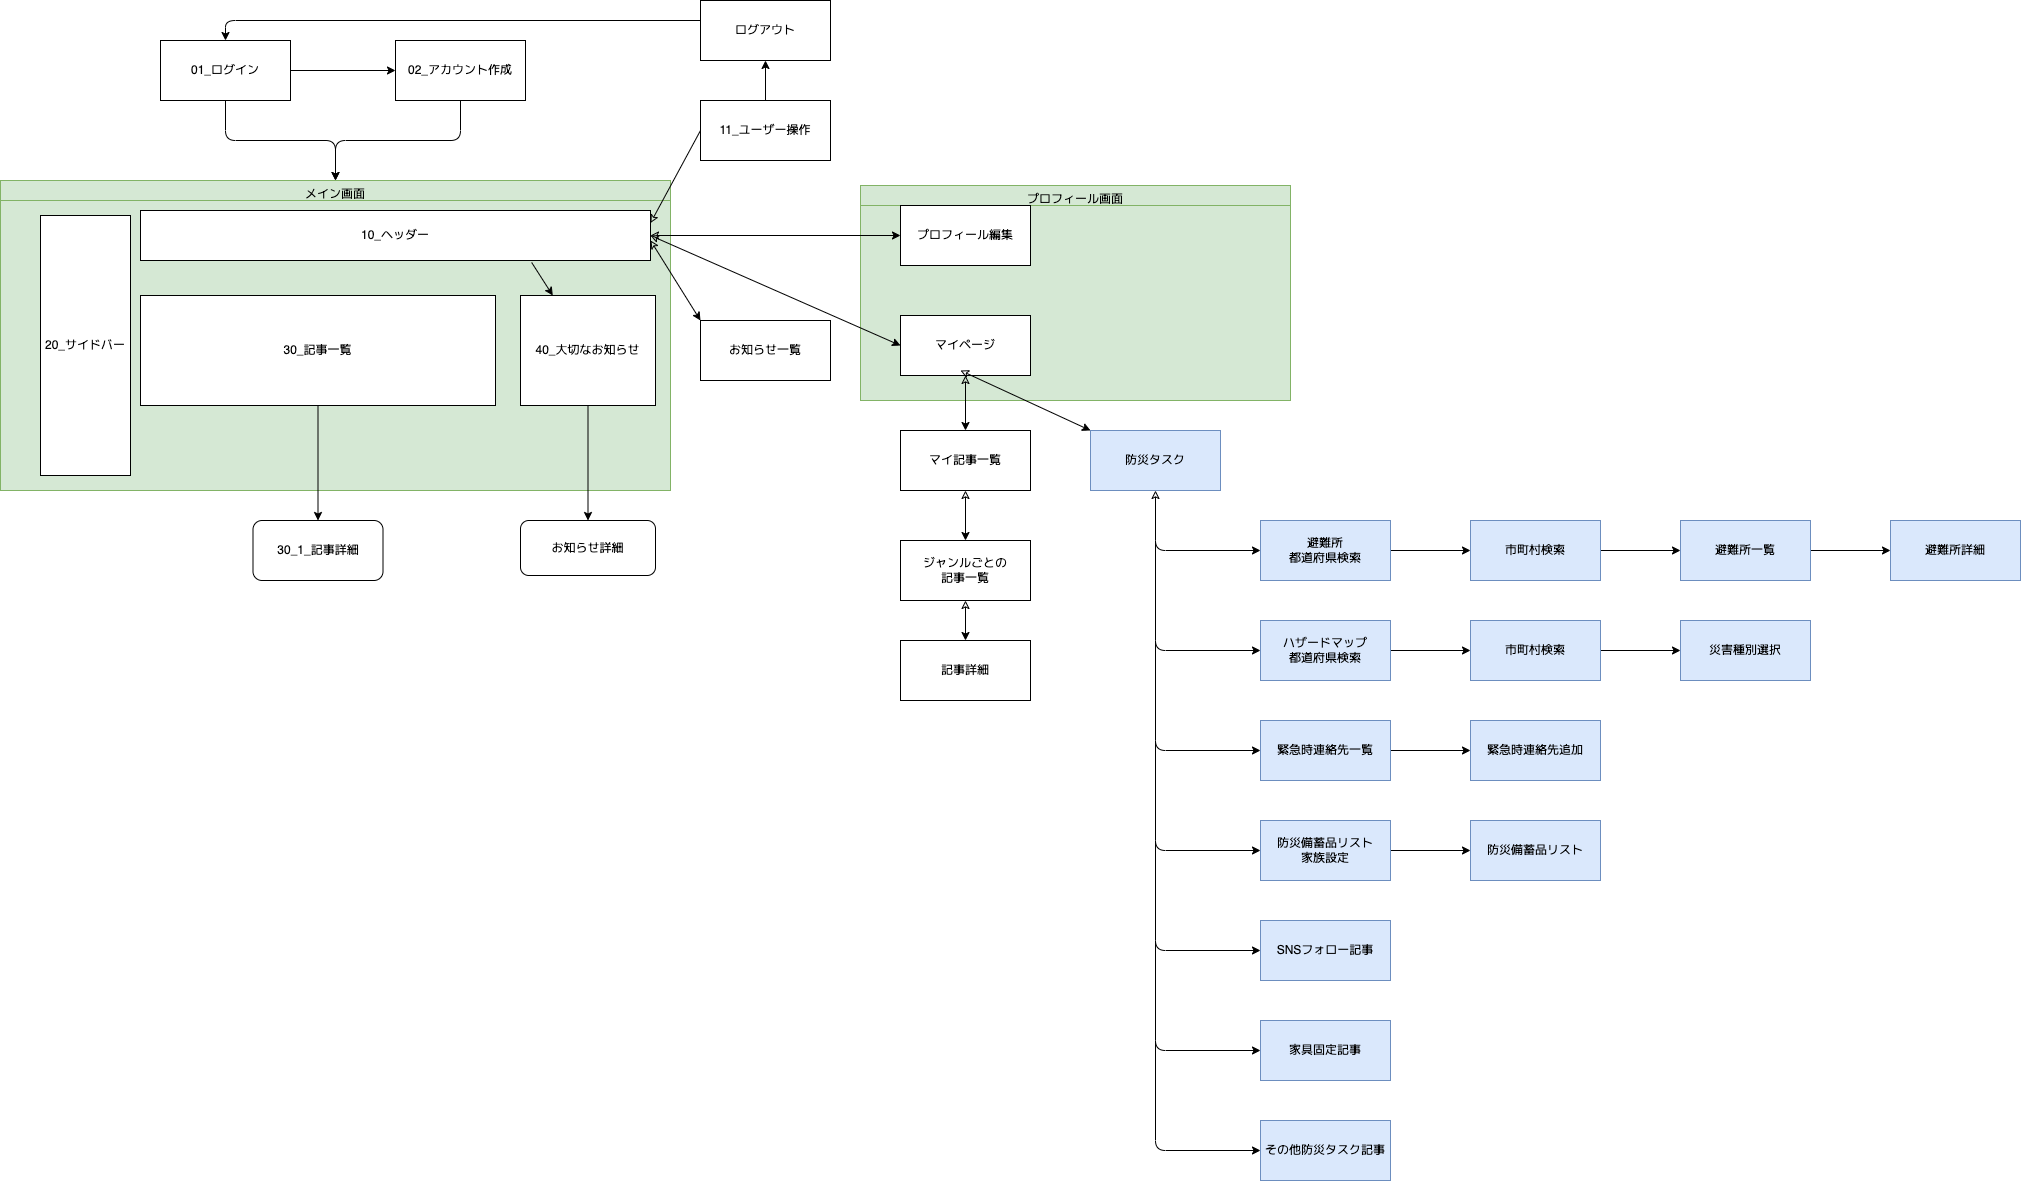 ログアウト
01_ログイン
02_アカウント作成
11_ユーザー操作
メイン画面
10_ヘッダー
20_サイドバー
30_記事一覧
40_大切なお知らせ
30_1_記事詳細
お知らせ詳細
お知らせ一覧
プロフィール画面
プロフィール編集
マイページ
マイ記事一覧
ジャンルごとの
記事一覧
記事詳細
防災タスク
避難所
都道府県検索
市町村検索
避難所一覧
避難所詳細
ハザードマップ
都道府県検索
市町村検索
災害種別選択
緊急時連絡先一覧
緊急時連絡先追加
防災備蓄品リスト
家族設定
防災備蓄品リスト
SNSフォロー記事
家具固定記事
その他防災タスク記事